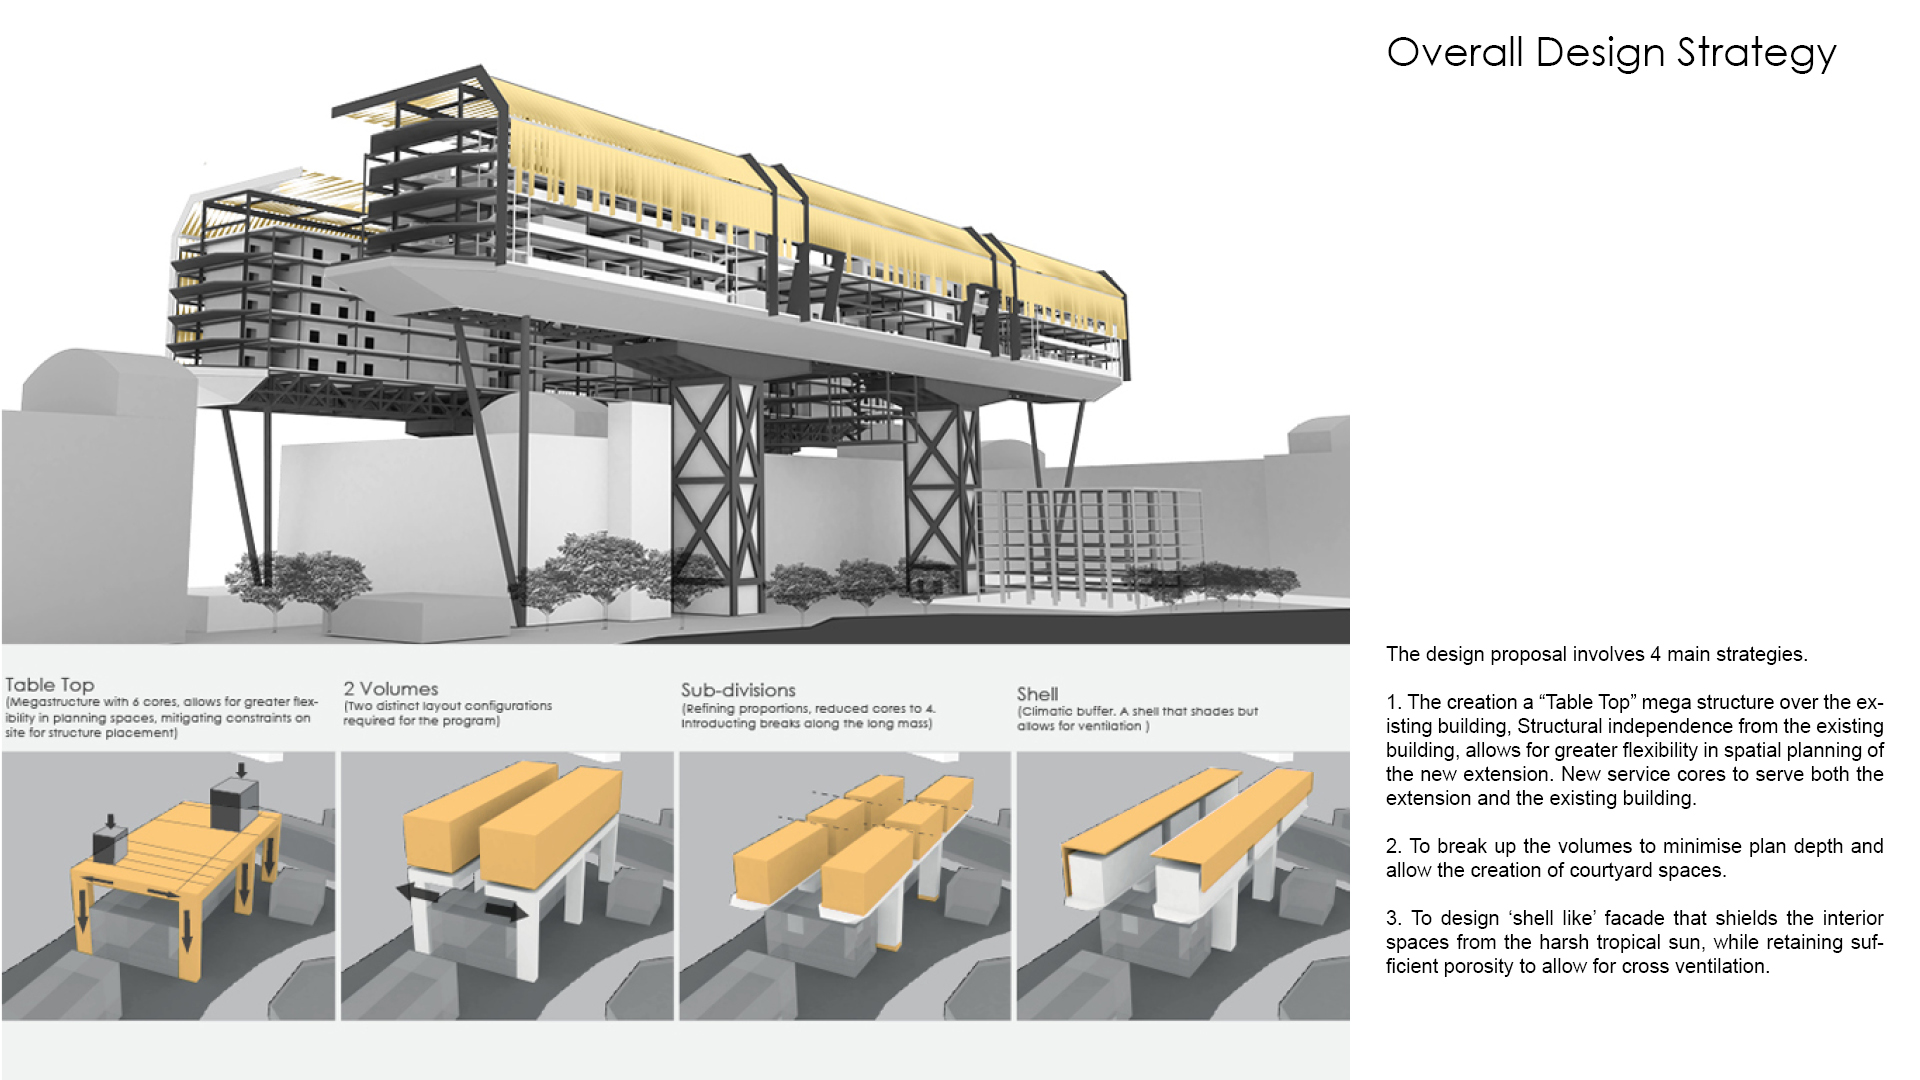 Overall Design Strategy
Table Top
(Megastructure with 6 cores, allows for greater flex-
ibility in planning spaces, mitigating constraints on
site for structure placement)
2 Volumes
(Two distinct layout configurations
required for the program)
Sub-divisions
(Refining proportions, reduced cores to 4.
Introducting breaks along the long mass)
Shell
(Climatic buffer. A shell that shades but
allows for ventilation )
The design proposal involves 4 main strategies.
1. The creation a “Table Top” mega structure over the ex-
isting building, Structural independence from the existing
building, allows for greater flexibility in spatial planning of
the new extension. New service cores to serve both the
extension and the existing building.
2. To break up the volumes to minimise plan depth and
allow the creation of courtyard spaces.
3. To design ‘shell like’ facade that shields the interior
spaces from the harsh tropical sun, while retaining suf-
ficient porosity to allow for cross ventilation.